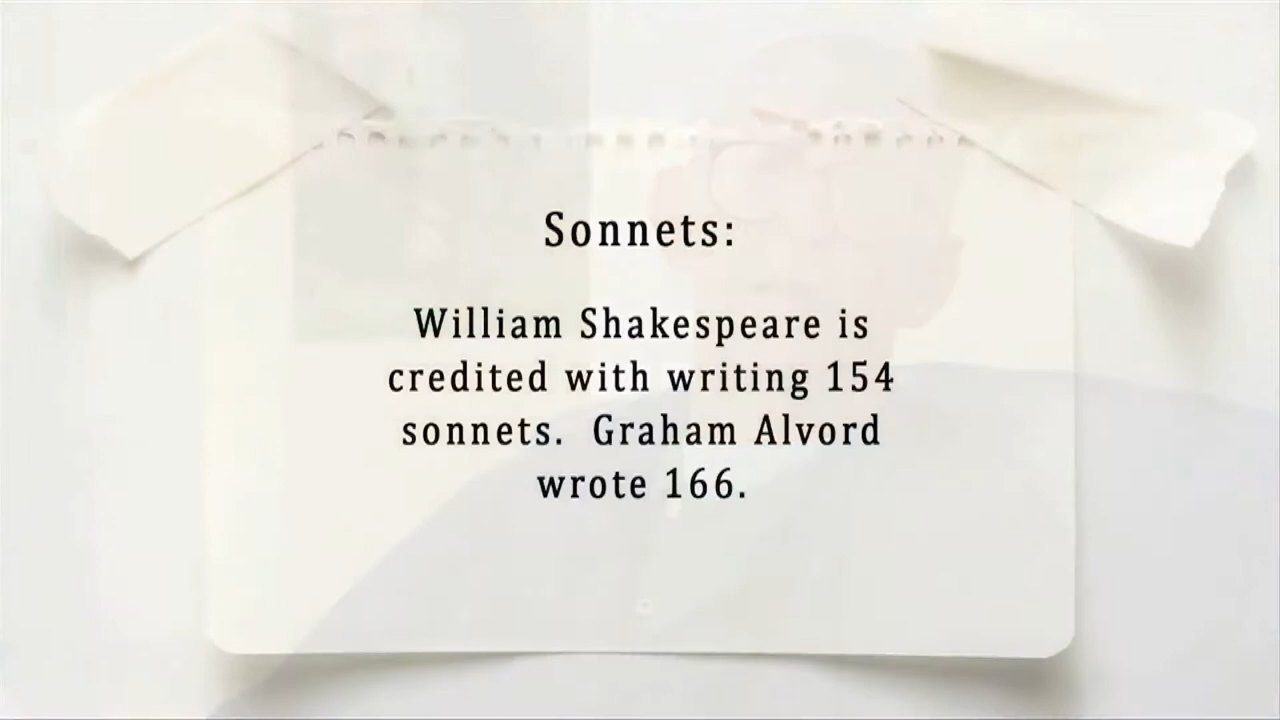 Sonnets:
William Shakespeare is
credited with writing 154
sonnets.  Graham Alvord
wrote 166.